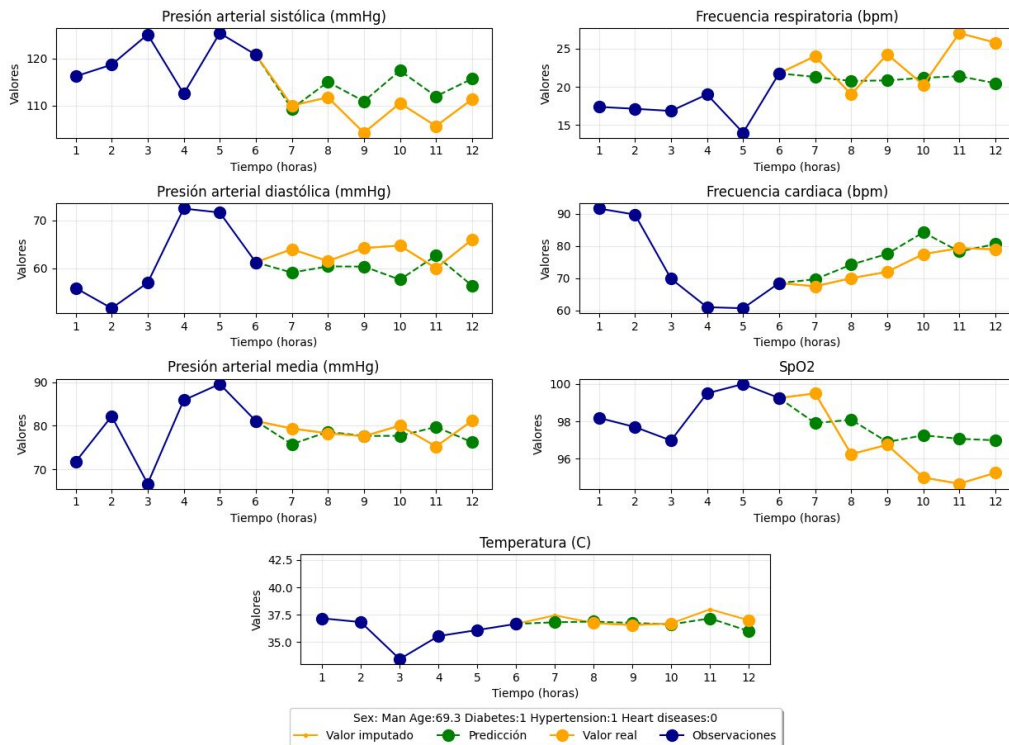 Presión arterial sistólica (mmHg)
120
110
Valores
1 2 3 4 5 6 7 8 9 10 11 12
Tiempo (horas)
Frecuencia respiratoria (bpm)
25
20
15
Valores
1 2 3 4 5 6 7 8 9 10 11 12
Tiempo (horas)
Presión arterial diastólica (mmHg)
70
60
Valores
1 2 3 4 5 6 7 8 9 10 11 12
Tiempo (horas)
Frecuencia cardiaca (bpm)
90
80
70
60
Valores
1 2 3 4 5 6 7 8 9 10 11 12
Tiempo (horas)
Presión arterial media (mmHg)
90
80
70
Valores
1 2 3 4 5 6 7 8 9 10 11 12
Tiempo (horas)
SpO2
100
98
96
Valores
1 2 3 4 5 6 7 8 9 10 11 12
Tiempo (horas)
Temperatura (C)
42.5
40.0
37.5
35.0
Valores
1 2 3 4 5 6 7 8 9 10 11 12
Tiempo (horas)
Sex: Man Age:69.3 Diabetes:1 Hypertension:1 Heart diseases:0
Valor imputado Predicción Valor real Observaciones